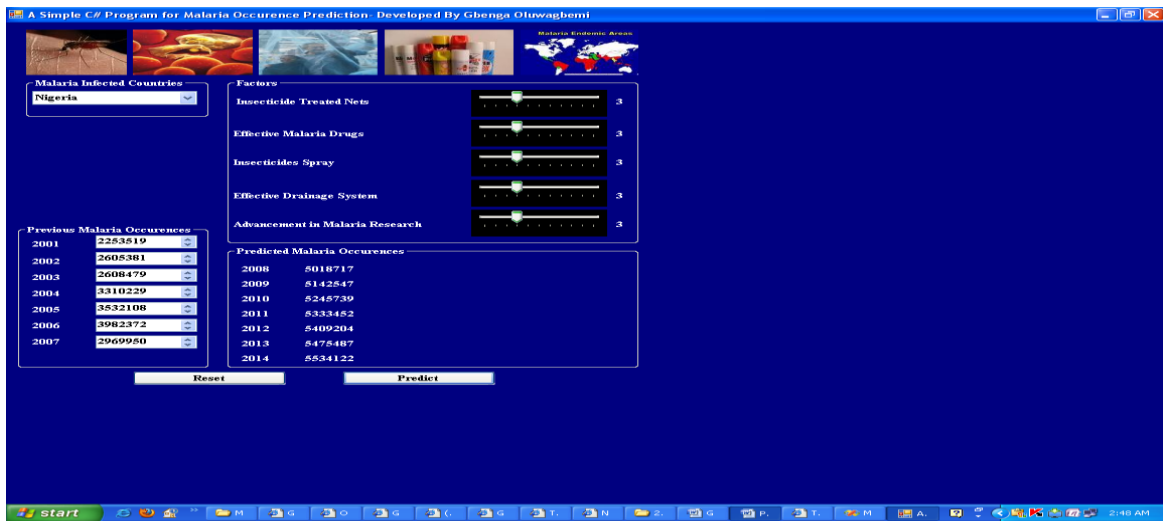 A Simple C# Program for Malaria Occurence Prediction- Developed By Gbenga Oluwagbemi
Malaria Endemic Areas
Malaria Infected Countries
Nigeria
Factors
Insecticide Treated Nets 3
Effective Malaria Drugs 3
Insecticides Spray 3
Effective Drainage System 3
Advancement in Malaria Research 3
Previous Malaria Occurences
2001 2253519
2002 2605381
2003 2608479
2004 3310229
2005 3532108
2006 3982372
2007 2969950
Predicted Malaria Occurences
2008 5018717
2009 5142547
2010 5245739
2011 5333452
2012 5409204
2013 5475487
2014 5534122
Reset Predict
start M G O G (. G T. N 2. G P. T. M A. 2:48 AM